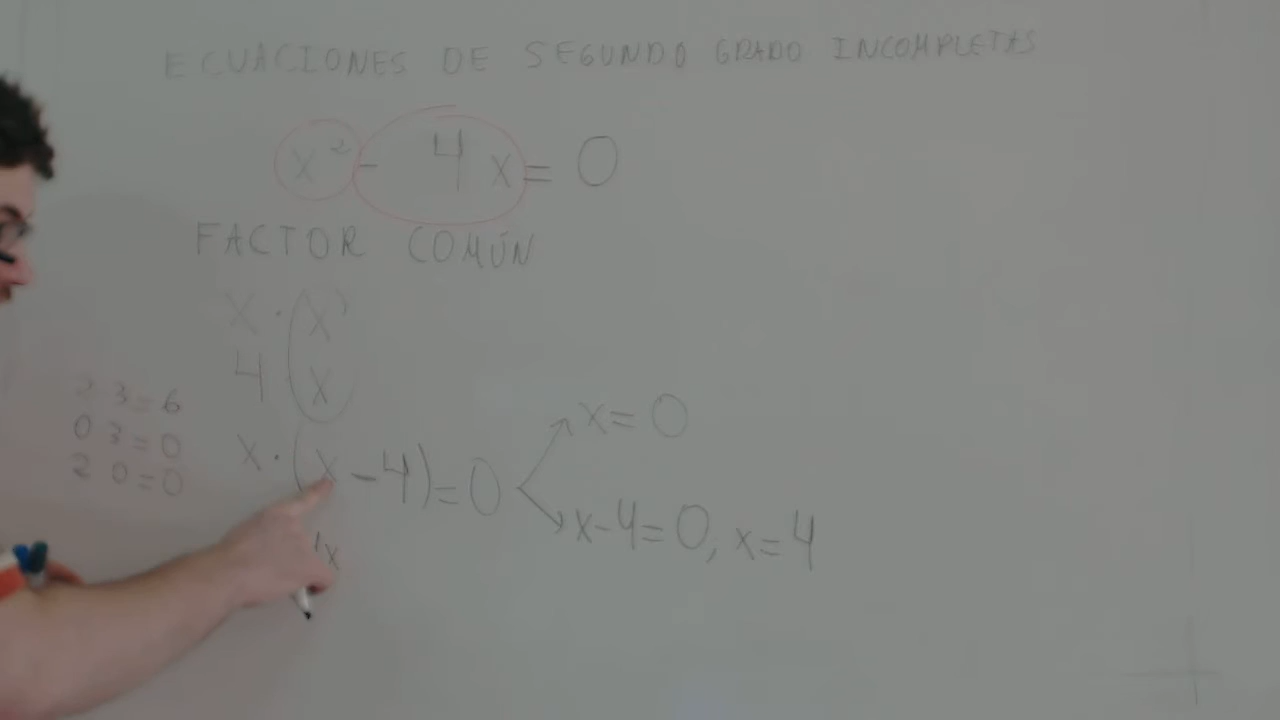 ECUACIONES DE SEGUNDO GRADO INCOMPLETAS
x² - 4x = 0
FACTOR COMÚN
x · x
4 x
2 3 = 6
0 3 = 0
2 0 = 0
x · (x - 4) = 0
x = 0
x - 4 = 0, x = 4